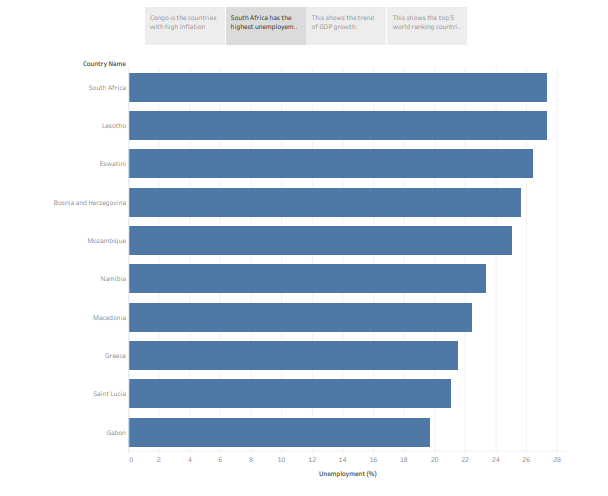 Congo is the countries
with high inflation
South Africa has the
highest unemployem..
This shows the trend
of GDP growth.
This shows the top 5
world ranking countri..
Country Name
South Africa
Lesotho
Eswatini
Bosnia and Herzegovina
Mozambique
Namibia
Macedonia
Greece
Saint Lucia
Gabon
0 2 4 6 8 10 12 14 16 18 20 22 24 26 28
Unemployment (%)